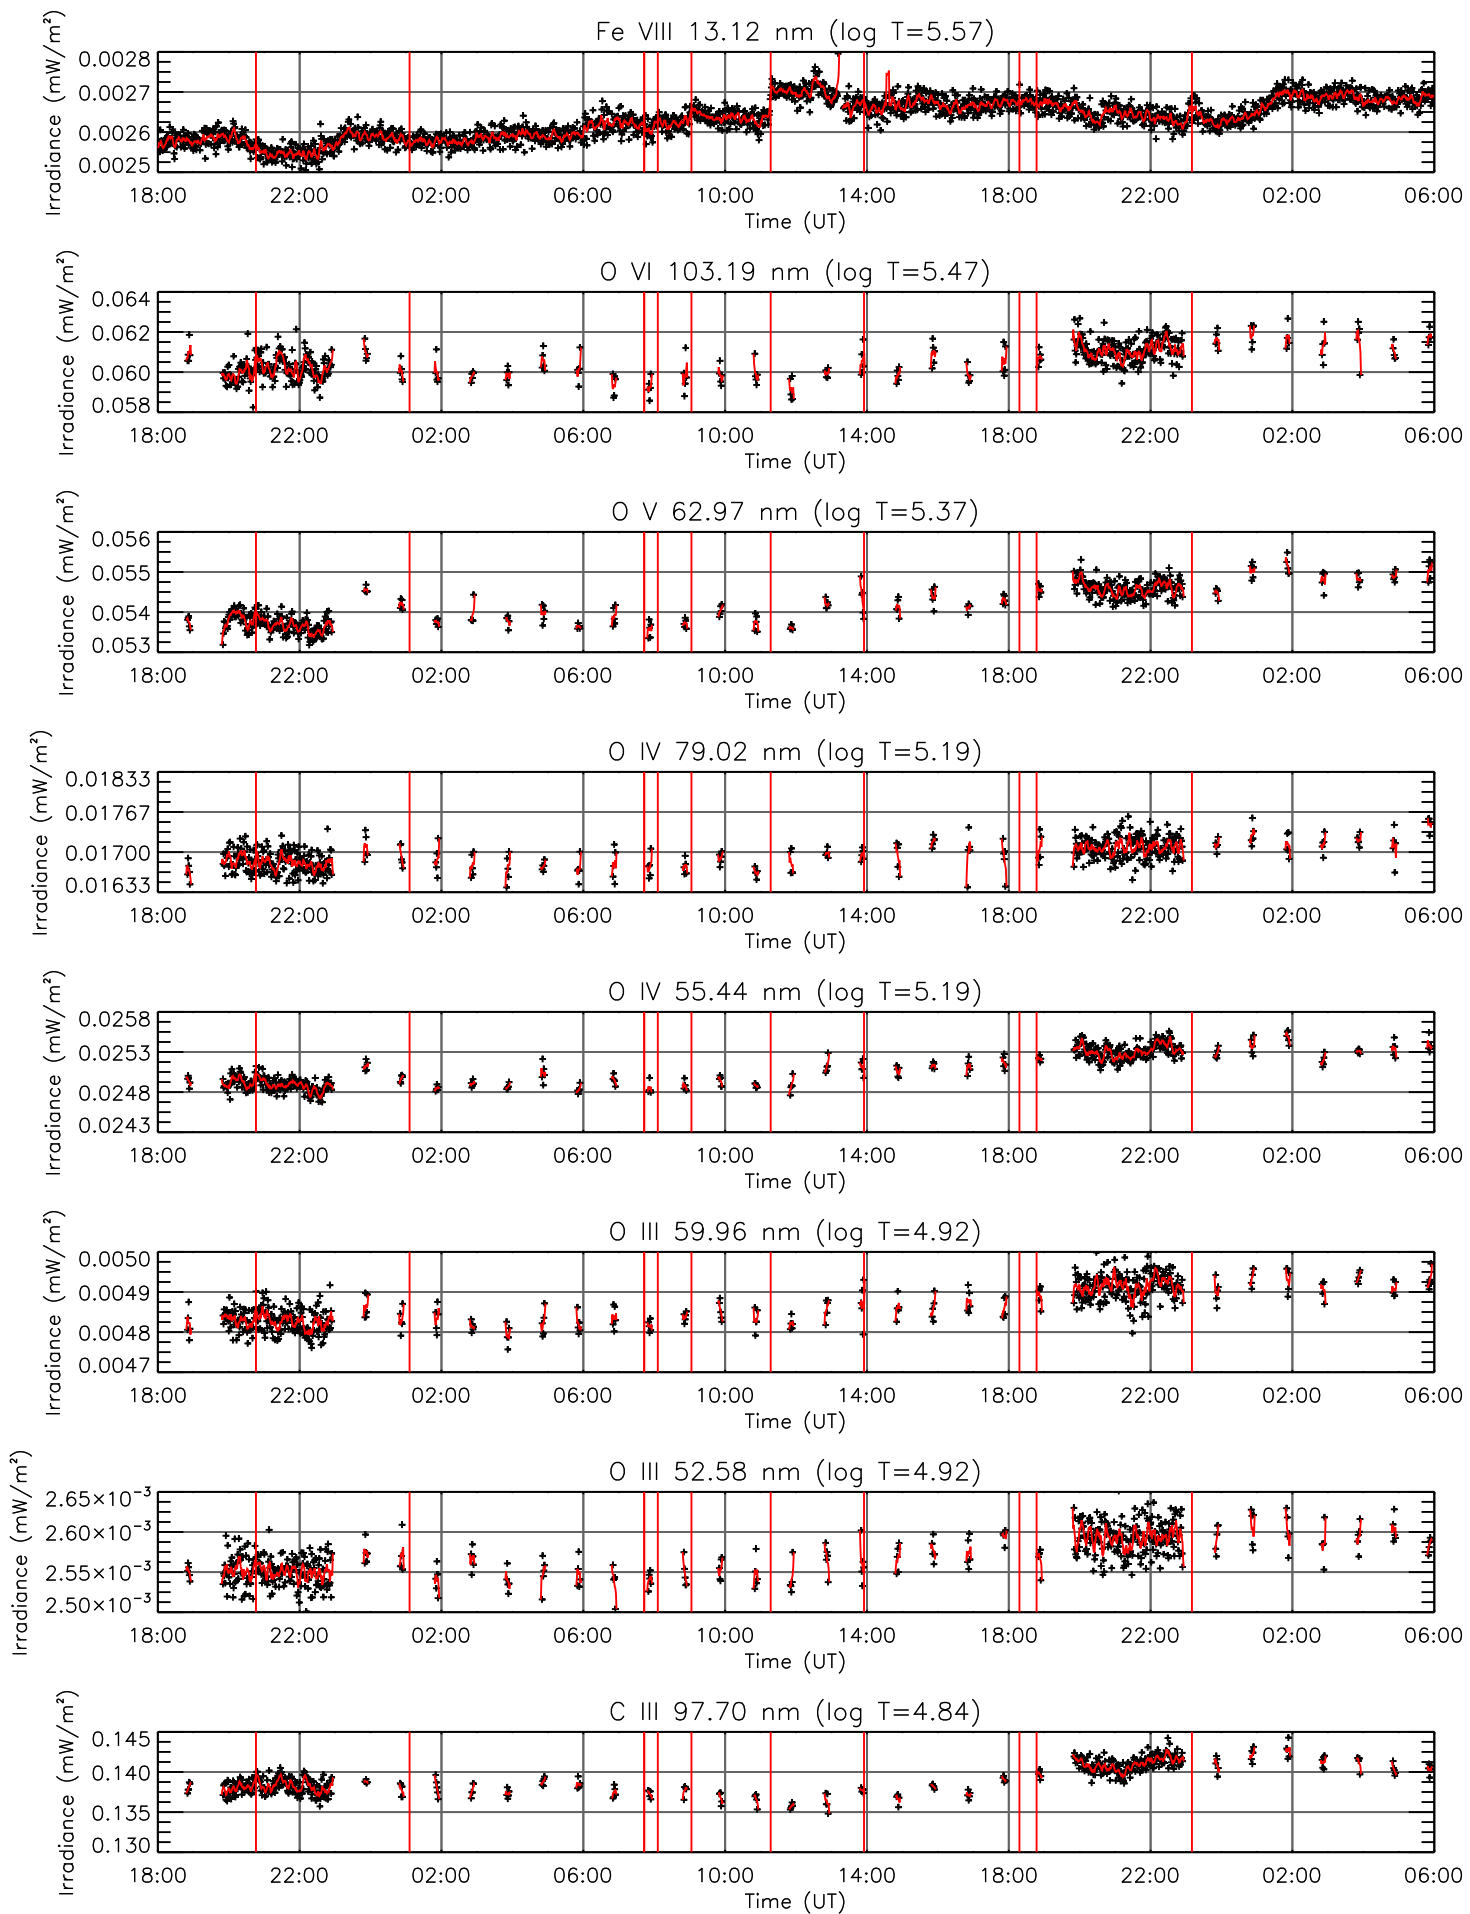 Fe VIII 13.12 nm (log T=5.57)
Irradiance (mW/m²)
0.0028
0.0027
0.0026
0.0025
18:00 22:00 02:00 06:00 10:00 14:00 18:00 22:00 02:00 06:00
Time (UT)
O VI 103.19 nm (log T=5.47)
Irradiance (mW/m²)
0.064
0.062
0.060
0.058
18:00 22:00 02:00 06:00 10:00 14:00 18:00 22:00 02:00 06:00
Time (UT)
O V 62.97 nm (log T=5.37)
Irradiance (mW/m²)
0.056
0.055
0.054
0.053
18:00 22:00 02:00 06:00 10:00 14:00 18:00 22:00 02:00 06:00
Time (UT)
O IV 79.02 nm (log T=5.19)
Irradiance (mW/m²)
0.01833
0.01767
0.01700
0.01633
18:00 22:00 02:00 06:00 10:00 14:00 18:00 22:00 02:00 06:00
Time (UT)
O IV 55.44 nm (log T=5.19)
Irradiance (mW/m²)
0.0258
0.0253
0.0248
0.0243
18:00 22:00 02:00 06:00 10:00 14:00 18:00 22:00 02:00 06:00
Time (UT)
O III 59.96 nm (log T=4.92)
Irradiance (mW/m²)
0.0050
0.0049
0.0048
0.0047
18:00 22:00 02:00 06:00 10:00 14:00 18:00 22:00 02:00 06:00
Time (UT)
O III 52.58 nm (log T=4.92)
Irradiance (mW/m²)
2.65×10⁻³
2.60×10⁻³
2.55×10⁻³
2.50×10⁻³
18:00 22:00 02:00 06:00 10:00 14:00 18:00 22:00 02:00 06:00
Time (UT)
C III 97.70 nm (log T=4.84)
Irradiance (mW/m²)
0.145
0.140
0.135
0.130
18:00 22:00 02:00 06:00 10:00 14:00 18:00 22:00 02:00 06:00
Time (UT)